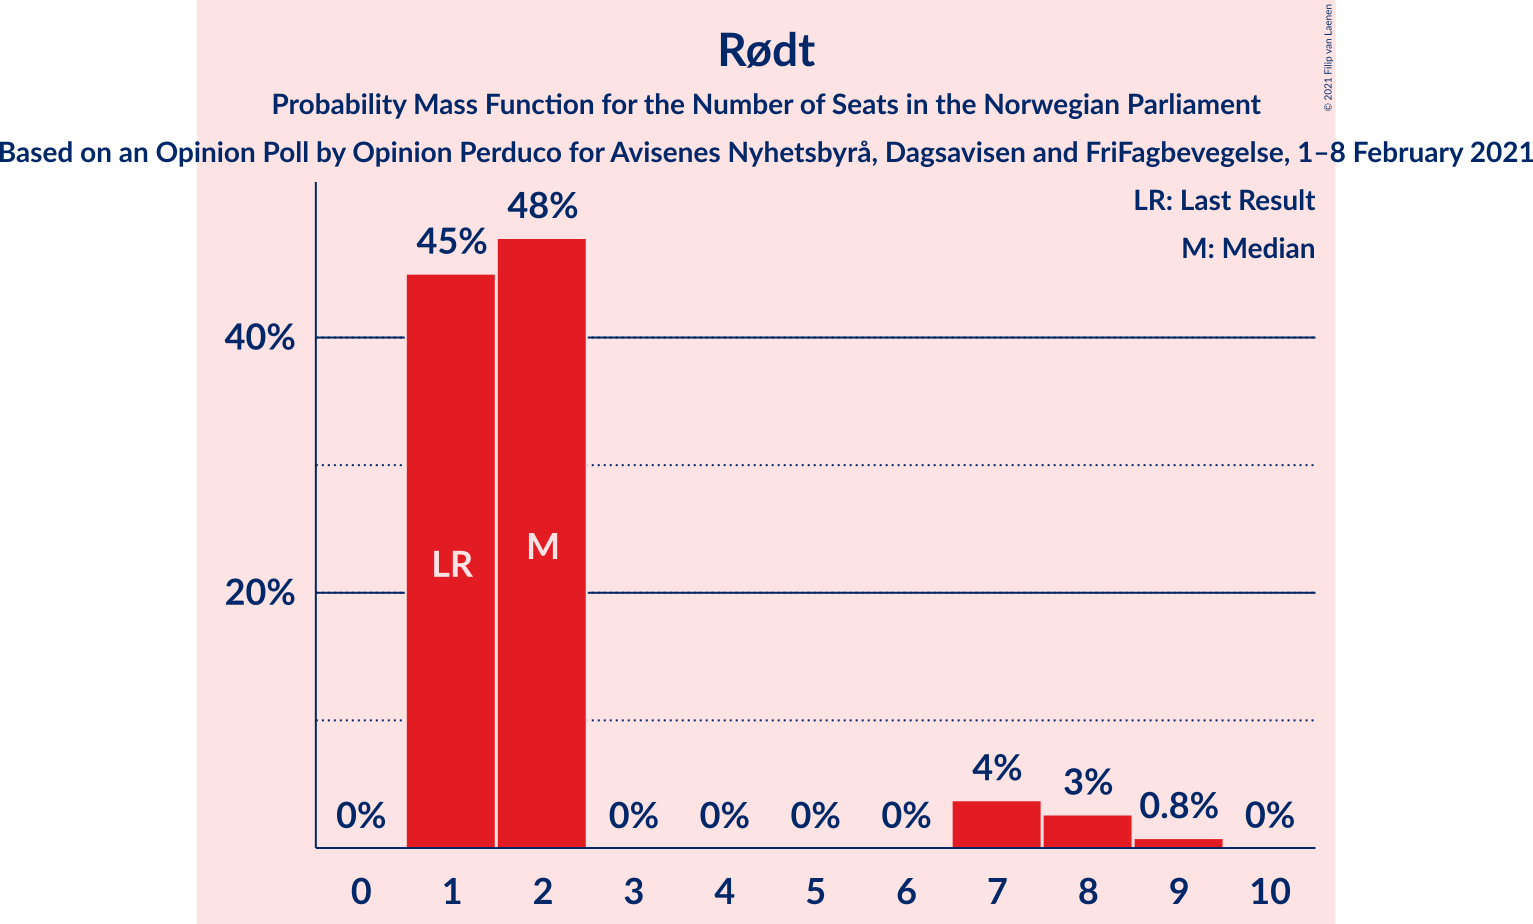 Rødt
© 2021 Filip van Laenen
Probability Mass Function for the Number of Seats in the Norwegian Parliament
Based on an Opinion Poll by Opinion Perduco for Avisenes Nyhetsbyrå, Dagsavisen and FriFagbevegelse, 1–8 February 2021
LR: Last Result
M: Median
48%
45%
40%
M
LR
20%
4%
3%
0.8%
0% 0% 0% 0% 0% 0%
0 1 2 3 4 5 6 7 8 9 10